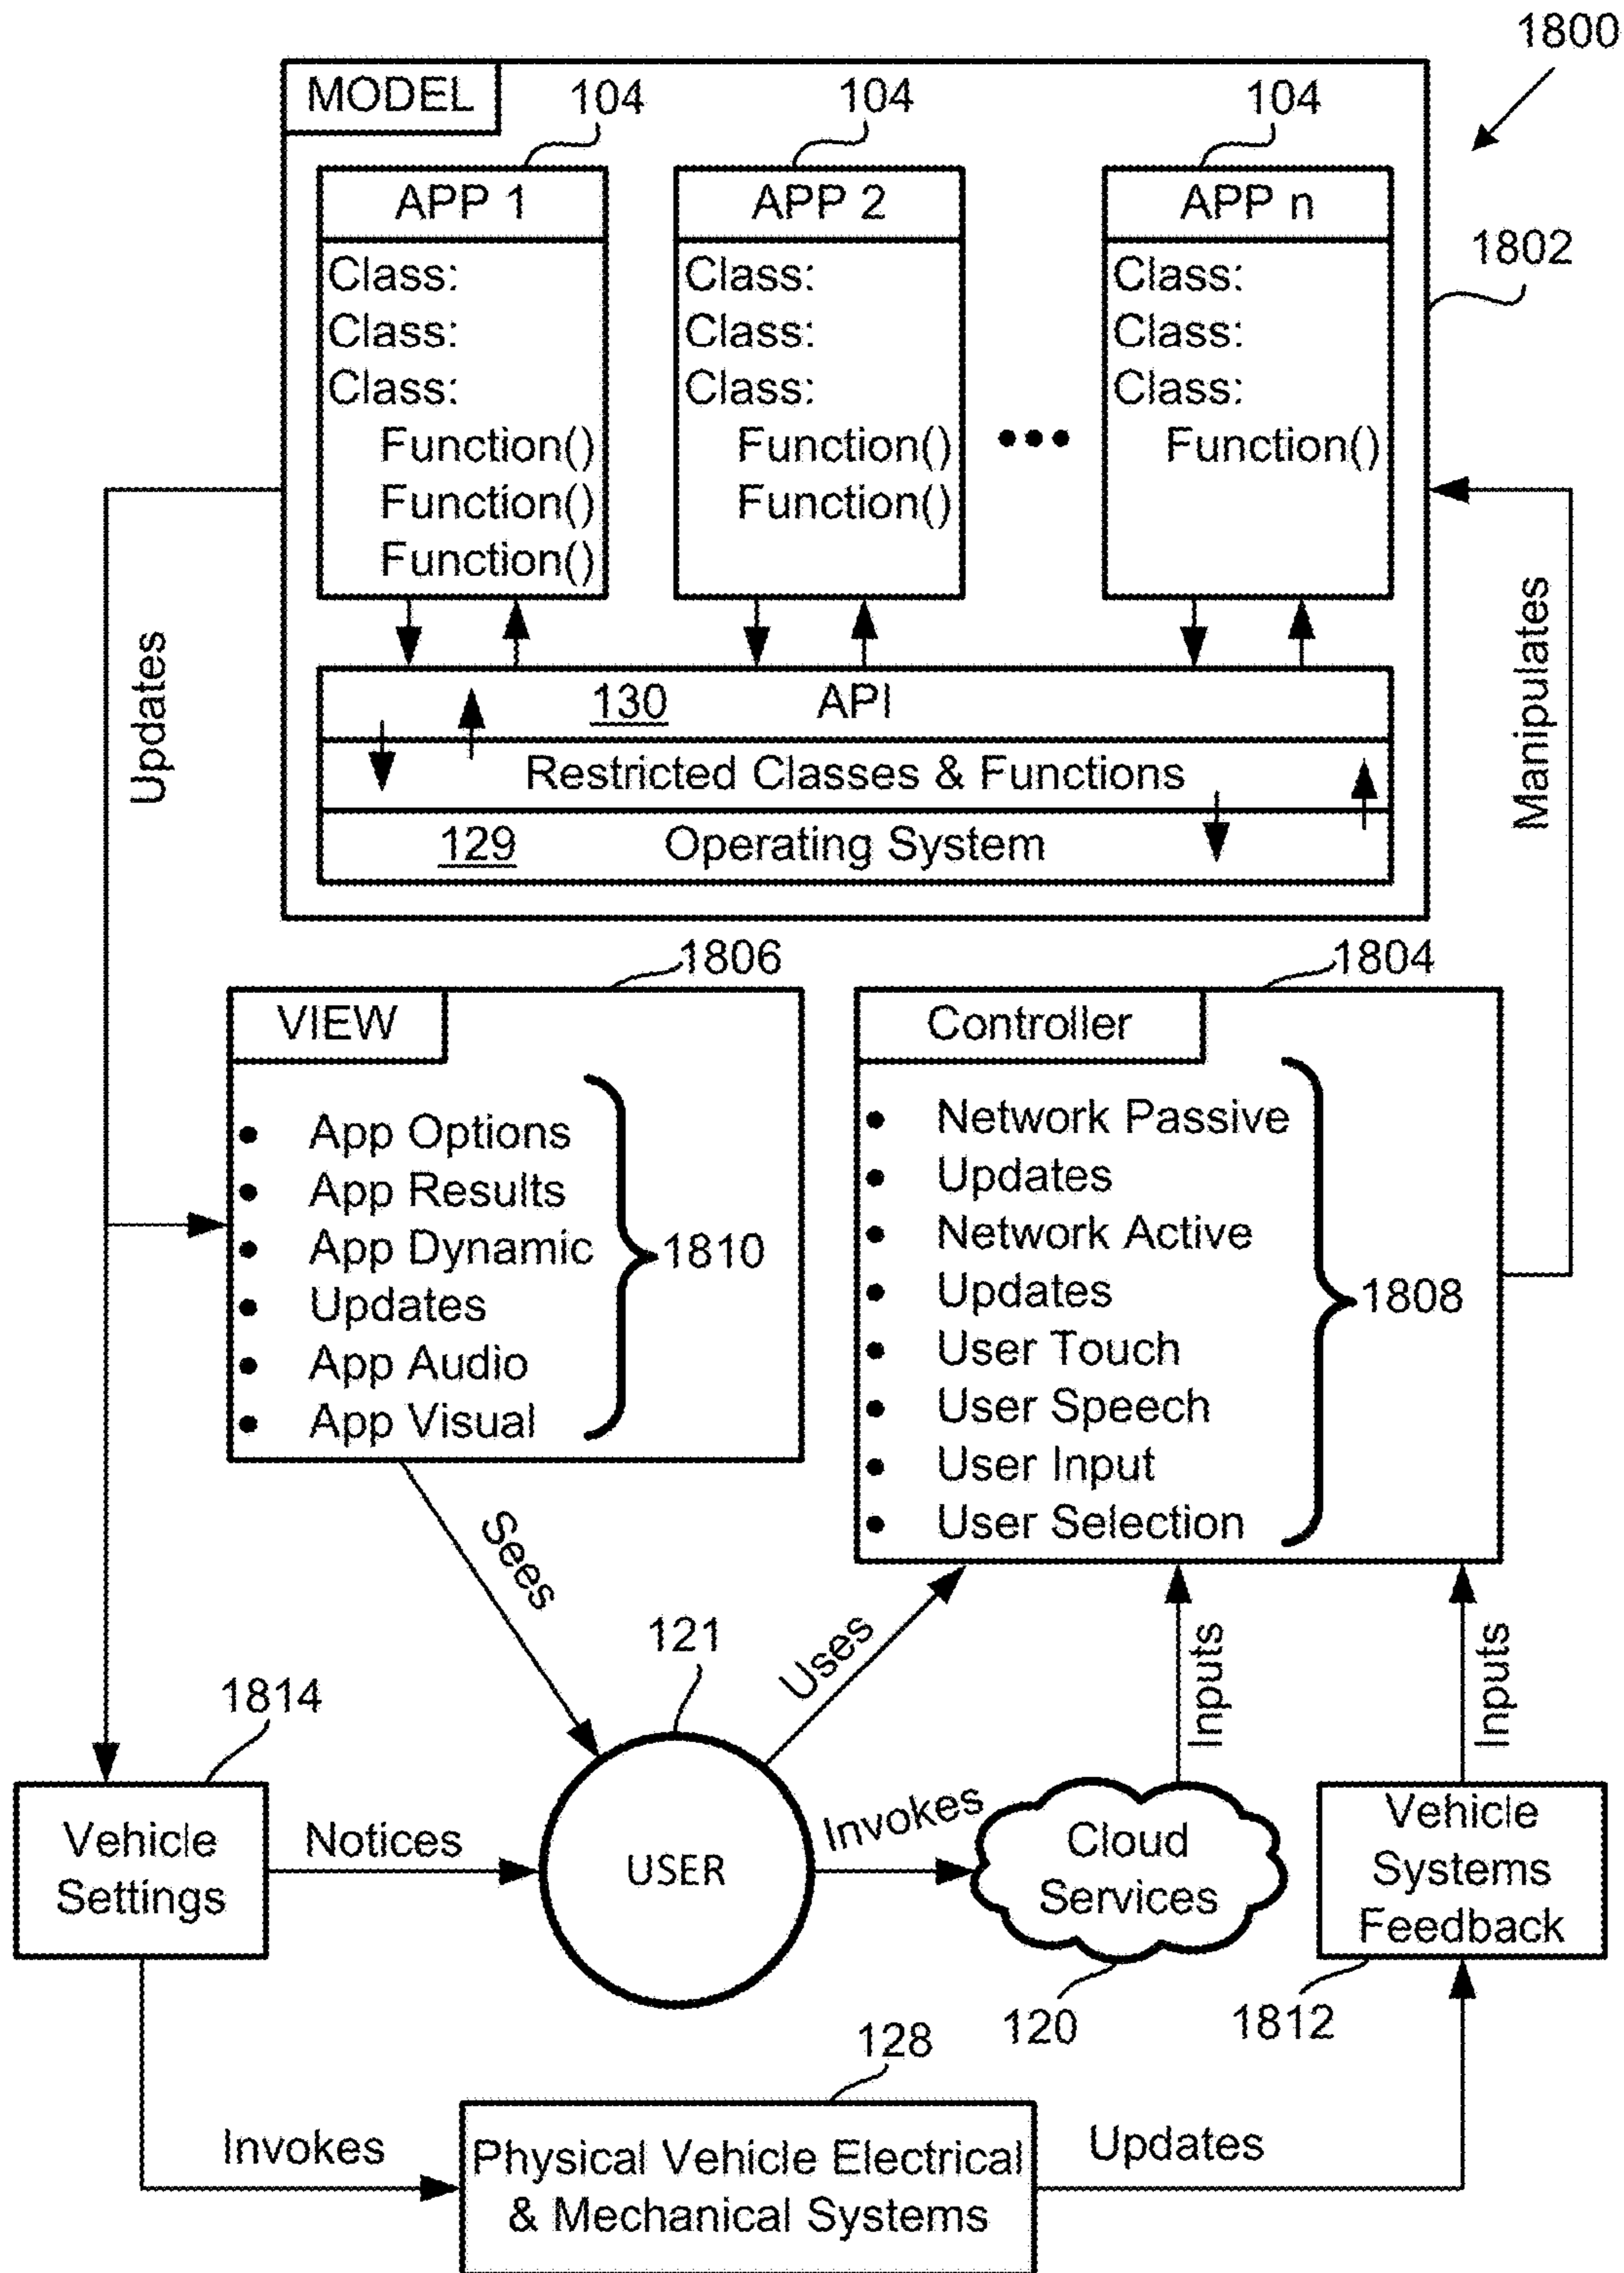 1800
MODEL
104
104
104
APP 1
APP 2
APP n
1802
Class:
Class:
Class:
Function()
Function()
Function()
Class:
Class:
Class:
Function()
Function()
•••
Class:
Class:
Class:
Function()
Updates
Manipulates
130 API
Restricted Classes & Functions
129 Operating System
1806
VIEW
• App Options
• App Results
• App Dynamic
• Updates
• App Audio
• App Visual
1810
1804
Controller
• Network Passive
• Updates
• Network Active
• Updates
• User Touch
• User Speech
• User Input
• User Selection
1808
Sees
121
Uses
Inputs
Inputs
1814
Vehicle
Settings
Notices
USER
Invokes
Cloud
Services
Vehicle
Systems
Feedback
120
1812
128
Invokes
Physical Vehicle Electrical
& Mechanical Systems
Updates